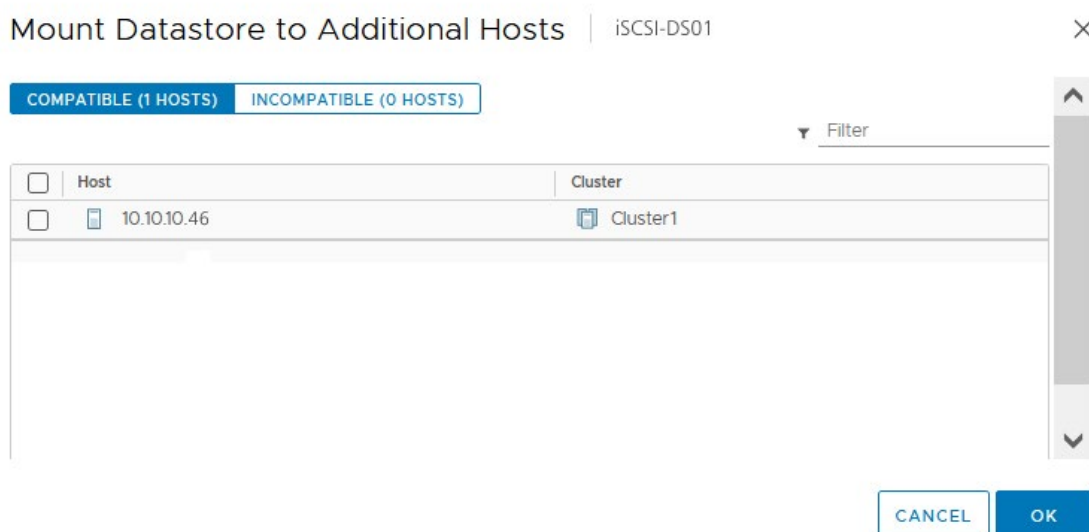 Mount Datastore to Additional Hosts iSCSI-DS01
COMPATIBLE (1 HOSTS) INCOMPATIBLE (0 HOSTS)
Filter
Host Cluster
10.10.10.46 Cluster1
CANCEL OK